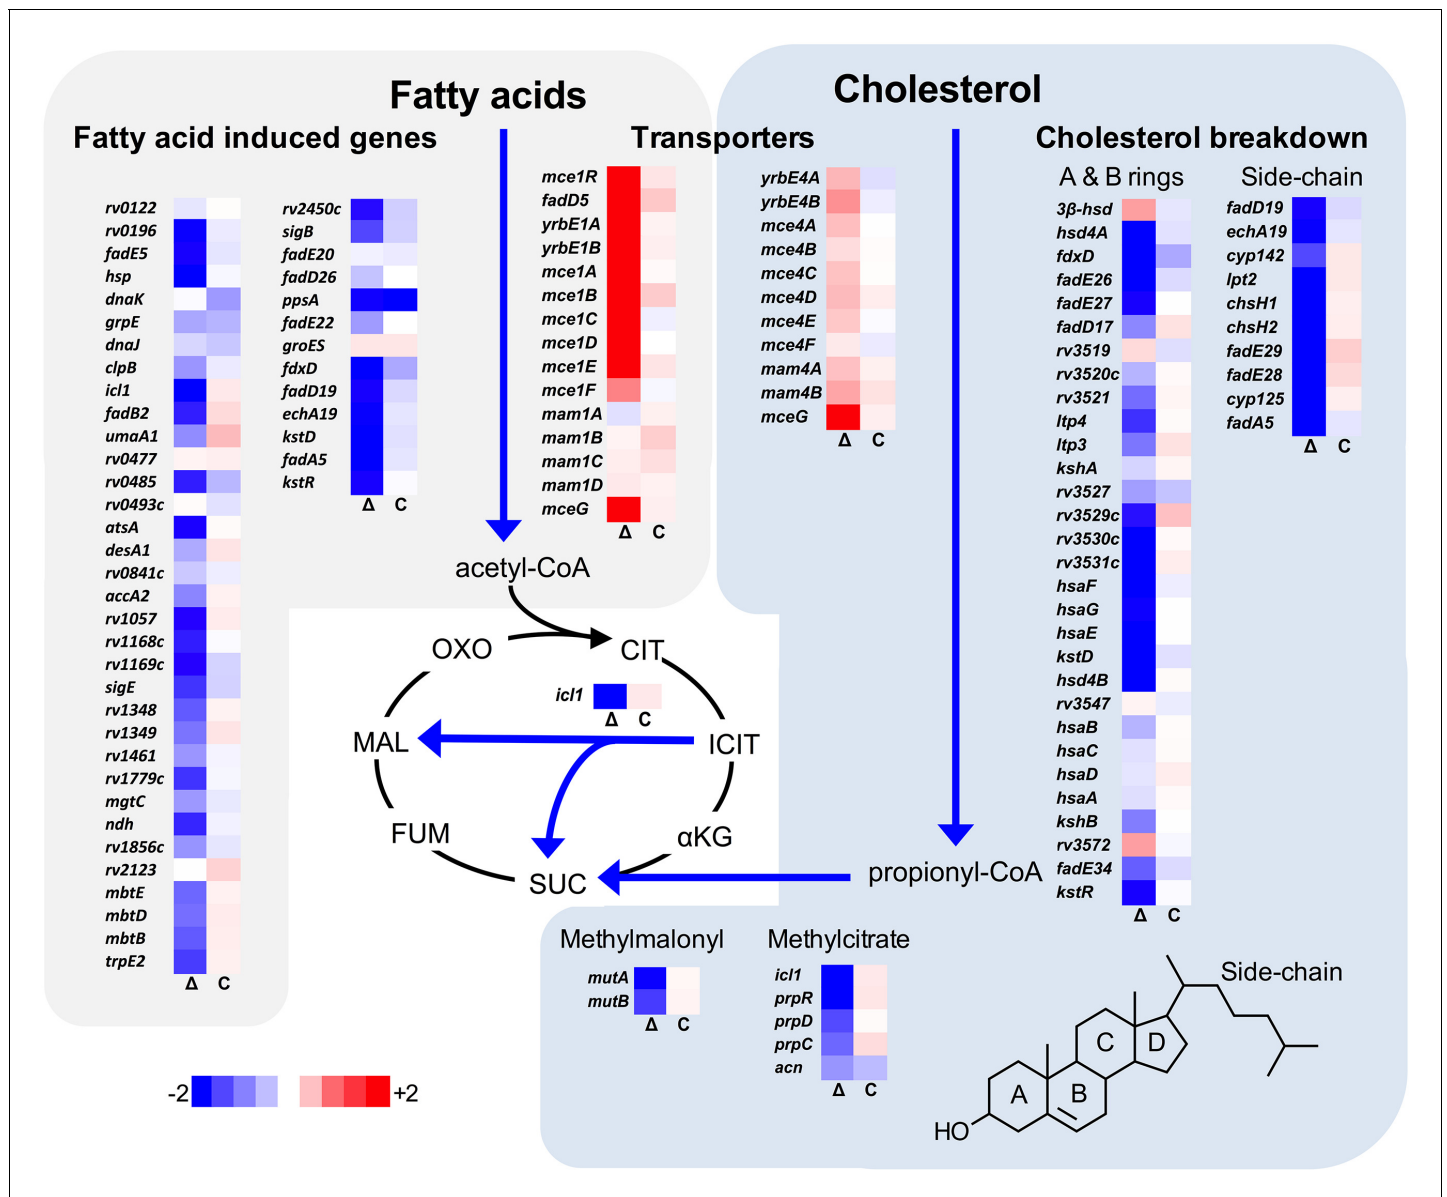 Fatty acids
Cholesterol
Fatty acid induced genes
Transporters
Cholesterol breakdown
A & B rings
Side-chain
rv0122
rv0196
fadE5
hsp
dnaK
grpE
dnaJ
clpB
icl1
fadB2
umaA1
rv0477
rv0485
rv0493c
atsA
desA1
rv0841c
accA2
rv1057
rv1168c
rv1169c
sigE
rv1348
rv1349
rv1461
rv1779c
mgtC
ndh
rv1856c
rv2123
mbtE
mbtD
mbtB
trpE2
Δ C
rv2450c
sigB
fadE20
fadD26
ppsA
fadE22
groES
fdxD
fadD19
echA19
kstD
fadA5
kstR
Δ C
mce1R
fadD5
yrbE1A
yrbE1B
mce1A
mce1B
mce1C
mce1D
mce1E
mce1F
mam1A
mam1B
mam1C
mam1D
mceG
Δ C
yrbE4A
yrbE4B
mce4A
mce4B
mce4C
mce4D
mce4E
mce4F
mam4A
mam4B
mceG
Δ C
3β-hsd
hsd4A
fdxD
fadE26
fadE27
fadD17
rv3519
rv3520c
rv3521
ltp4
ltp3
kshA
rv3527
rv3529c
rv3530c
rv3531c
hsaF
hsaG
hsaE
kstD
hsd4B
rv3547
hsaB
hsaC
hsaD
hsaA
kshB
rv3572
fadE34
kstR
Δ C
fadD19
echA19
cyp142
lpt2
chsH1
chsH2
fadE29
fadE28
cyp125
fadA5
Δ C
acetyl-CoA
OXO
CIT
icl1
Δ C
MAL
ICIT
FUM
αKG
SUC
propionyl-CoA
Methylmalonyl
mutA
mutB
Δ C
Methylcitrate
icl1
prpR
prpD
prpC
acn
Δ C
Side-chain
C
D
A
B
HO
-2
+2